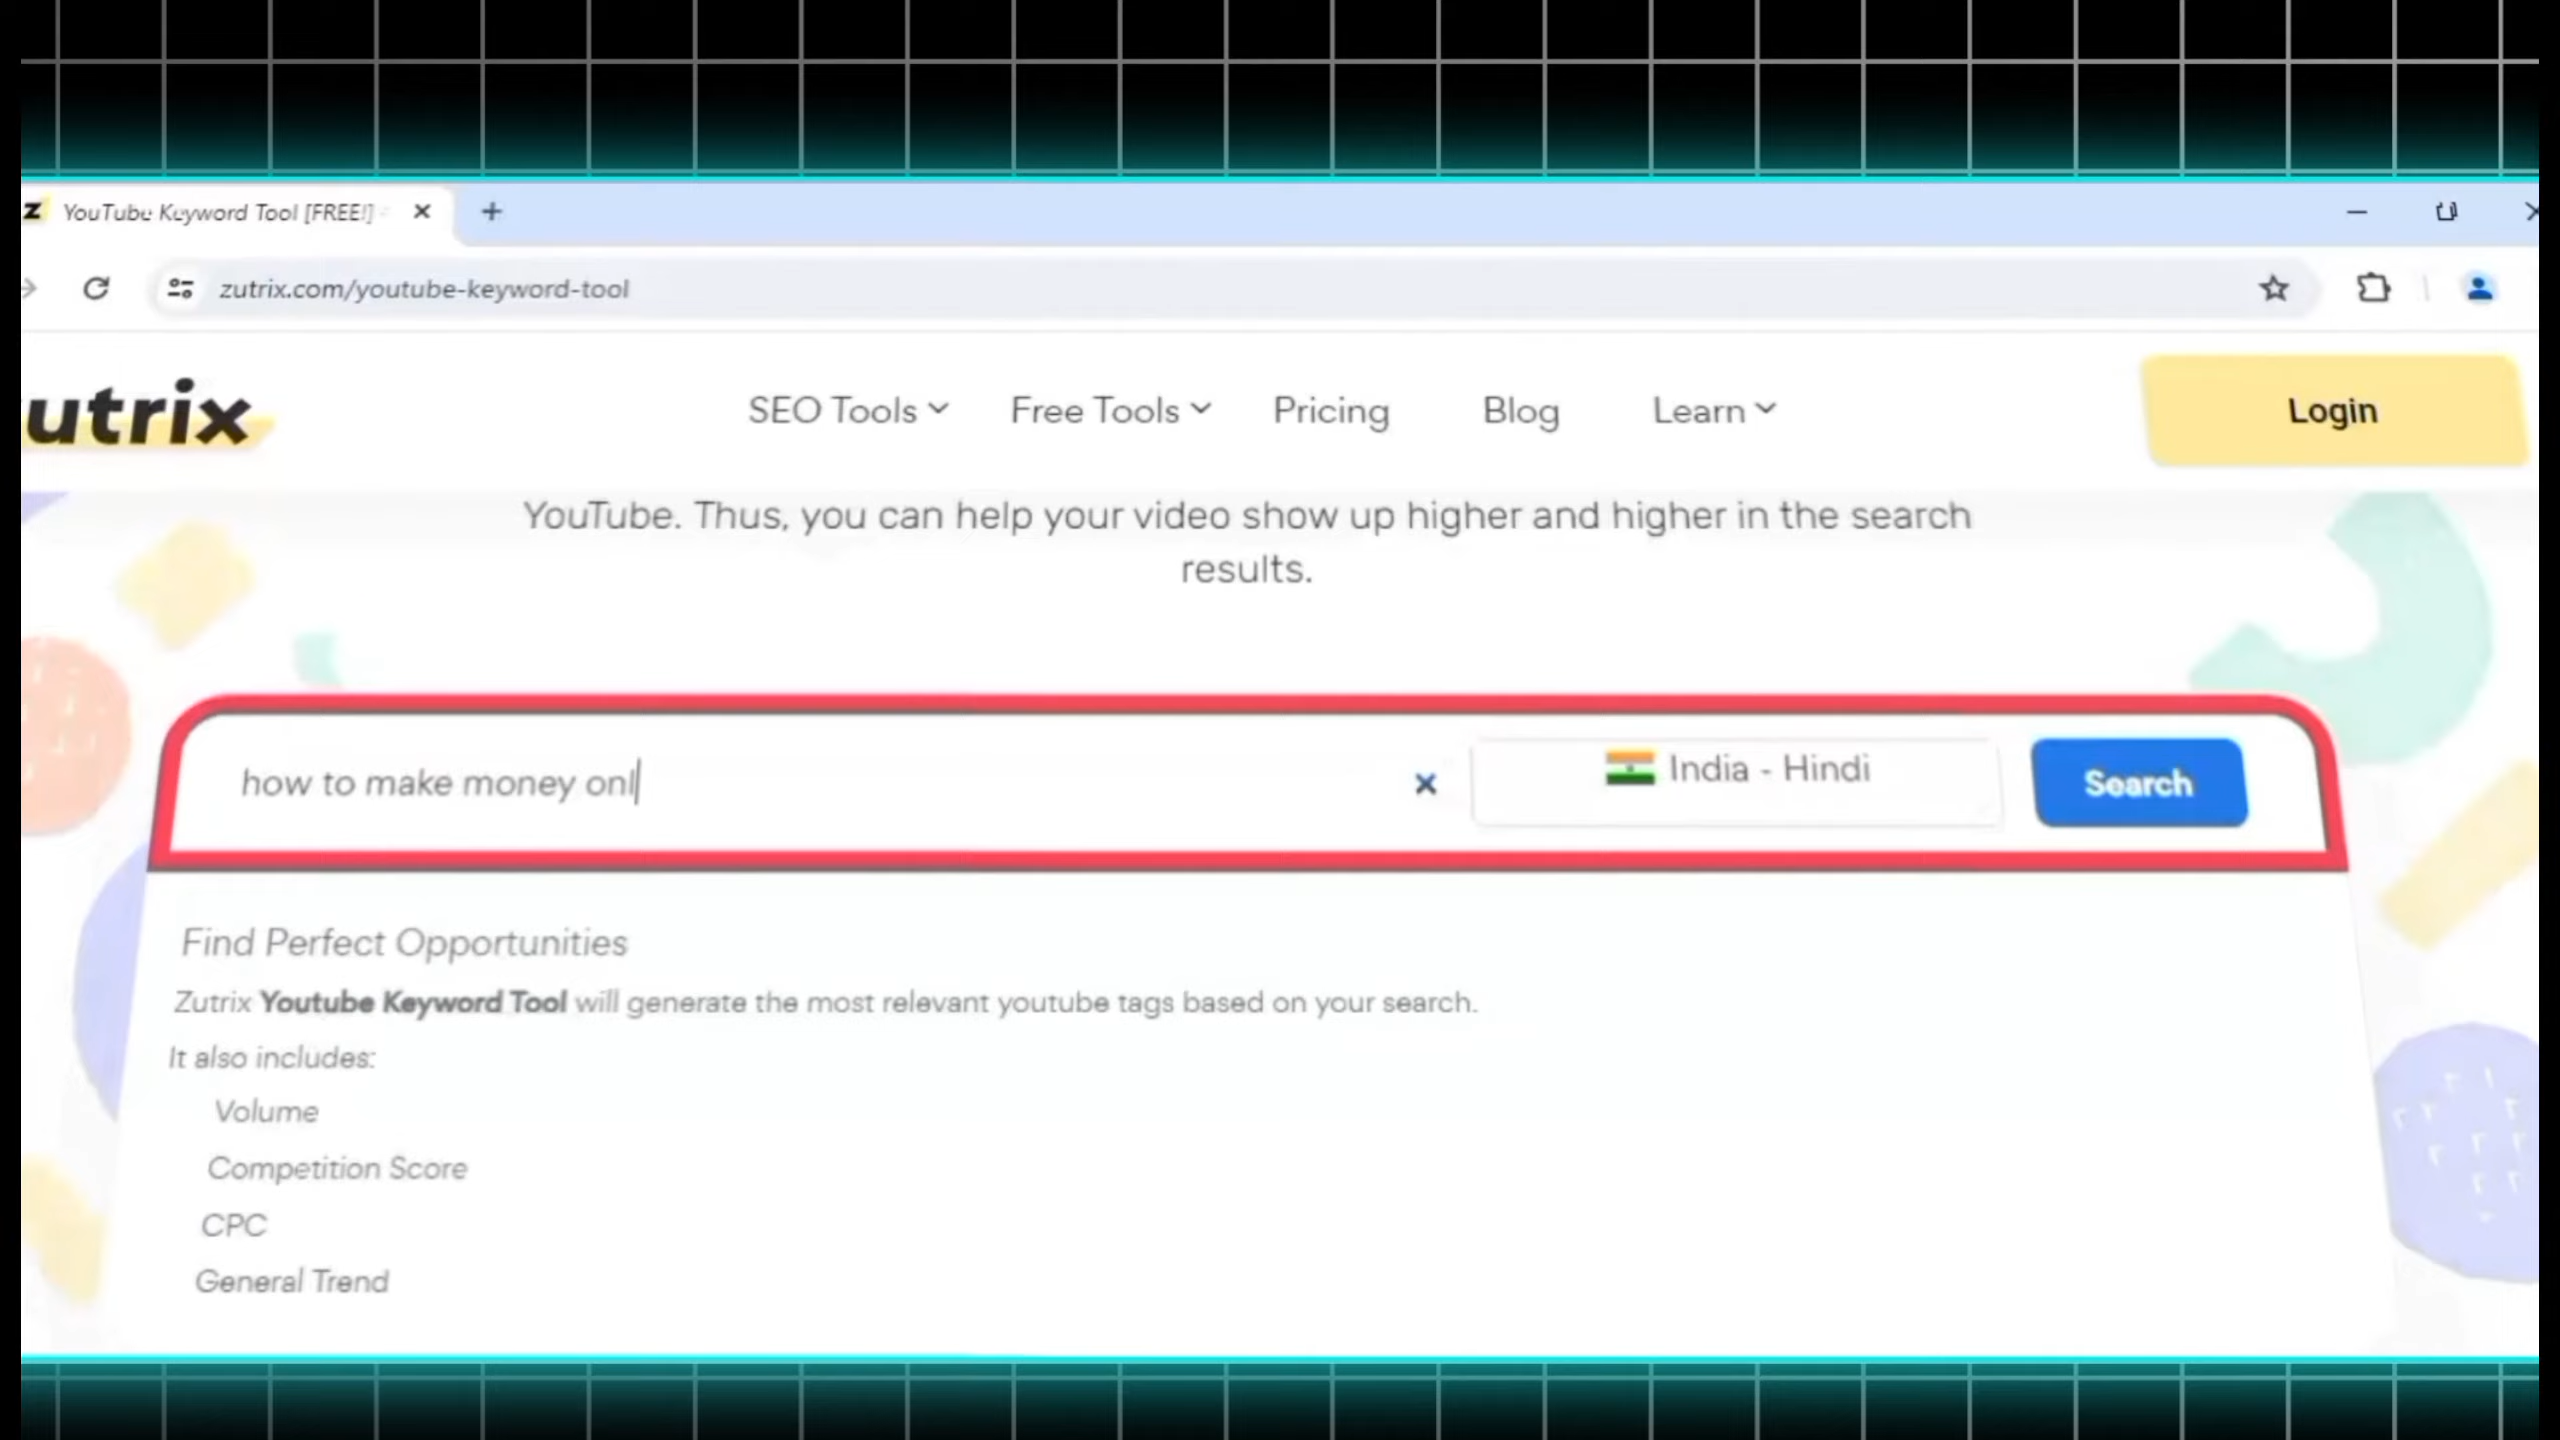 YouTube Keyword Tool [FREE!]
zutrix.com/youtube-keyword-tool
utrix
SEO Tools
Free Tools
Pricing
Blog
Learn
Login
YouTube. Thus, you can help your video show up higher and higher in the search
results.
how to make money onl
India - Hindi
Search
Find Perfect Opportunities
Zutrix Youtube Keyword Tool will generate the most relevant youtube tags based on your search.
It also includes:
Volume
Competition Score
CPC
General Trend